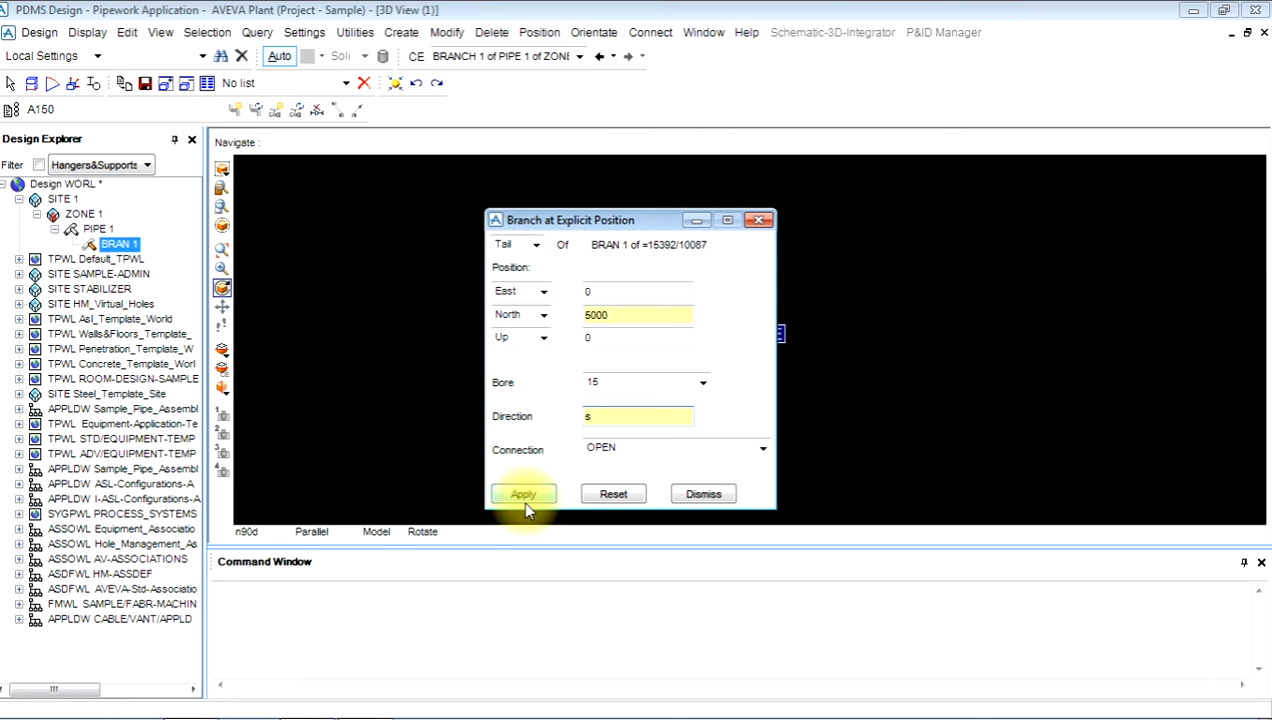 PDMS Design - Pipework Application - AVEVA Plant (Project - Sample) - [3D View (1)]
Design Display Edit View Selection Query Settings Utilities Create Modify Delete Position Orientate Connect Window Help Schematic-3D-Integrator P&ID Manager
Local Settings Auto Soli CE BRANCH 1 of PIPE 1 of ZONE
No list
A150
Design Explorer
Filter Hangers&Supports
Design WORL *
SITE 1
ZONE 1
PIPE 1
BRAN 1
TPWL Default_TPWL
SITE SAMPLE-ADMIN
SITE STABILIZER
SITE HM_Virtual_Holes
TPWL Asl_Template_World
TPWL Walls&Floors_Template_
TPWL Penetration_Template_W
TPWL Concrete_Template_Worl
TPWL ROOM-DESIGN-SAMPLE
SITE Steel_Template_Site
APPLDW Sample_Pipe_Assembl
TPWL Equipment-Application-Te
TPWL STD/EQUIPMENT-TEMP
TPWL ADV/EQUIPMENT-TEMP
APPLDW Sample_Pipe_Assembl
APPLDW ASL-Configurations-A
APPLDW I-ASL-Configurations-A
SYGPWL PROCESS_SYSTEMS
ASSOWL Equipment_Associatio
ASSOWL Hole_Management_As
ASSOWL AV-ASSOCIATIONS
ASDFWL HM-ASSDEF
ASDFWL AVEVA-Std-Associatio
FMWL SAMPLE/FABR-MACHIN
APPLDW CABLE/VANT/APPLD
Navigate :
1
2
3
4
Branch at Explicit Position
Tail Of BRAN 1 of =15392/10087
Position:
East 0
North 5000
Up 0
Bore 15
Direction s
Connection OPEN
Apply Reset Dismiss
E
n90d Parallel Model Rotate
Command Window